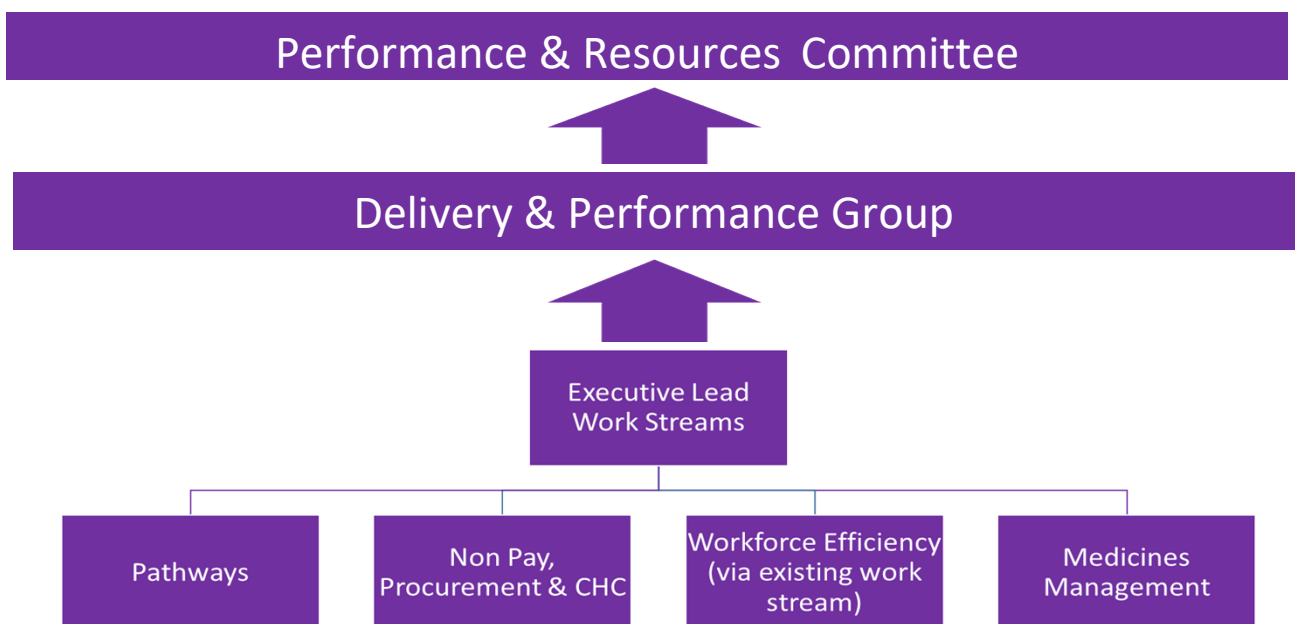 Performance & Resources Committee
Delivery & Performance Group
Executive Lead
Work Streams
Pathways
Non Pay,
Procurement & CHC
Workforce Efficiency
(via existing work
stream)
Medicines
Management